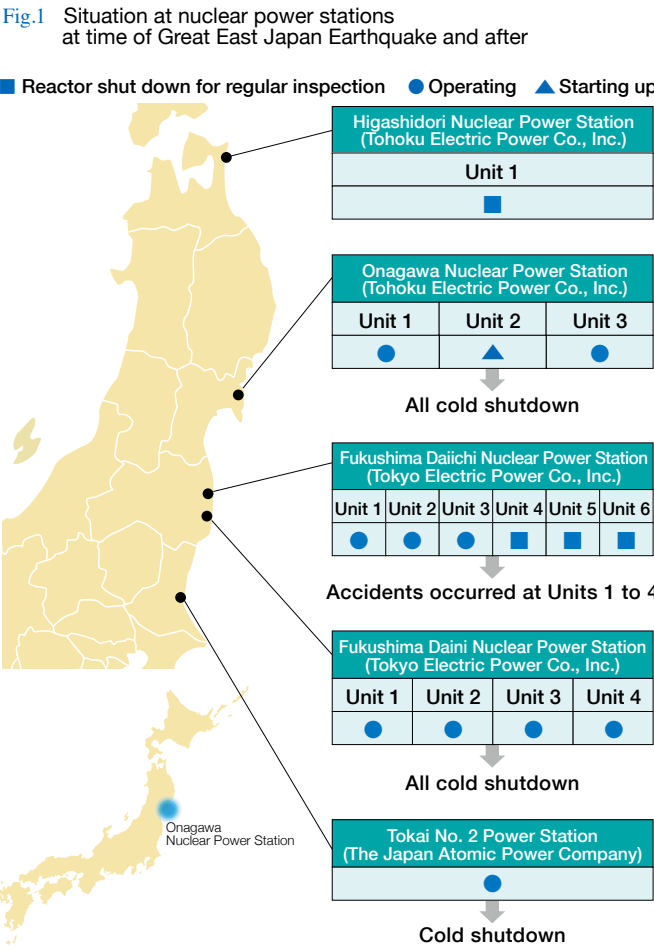 Fig.1 Situation at nuclear power stations
at time of Great East Japan Earthquake and after
Reactor shut down for regular inspection Operating Starting up
Higashidori Nuclear Power Station
(Tohoku Electric Power Co., Inc.)
Unit 1
Onagawa Nuclear Power Station
(Tohoku Electric Power Co., Inc.)
Unit 1 Unit 2 Unit 3
All cold shutdown
Fukushima Daiichi Nuclear Power Station
(Tokyo Electric Power Co., Inc.)
Unit 1 Unit 2 Unit 3 Unit 4 Unit 5 Unit 6
Accidents occurred at Units 1 to 4
Fukushima Daini Nuclear Power Station
(Tokyo Electric Power Co., Inc.)
Unit 1 Unit 2 Unit 3 Unit 4
All cold shutdown
Onagawa
Nuclear Power Station
Tokai No. 2 Power Station
(The Japan Atomic Power Company)
Cold shutdown